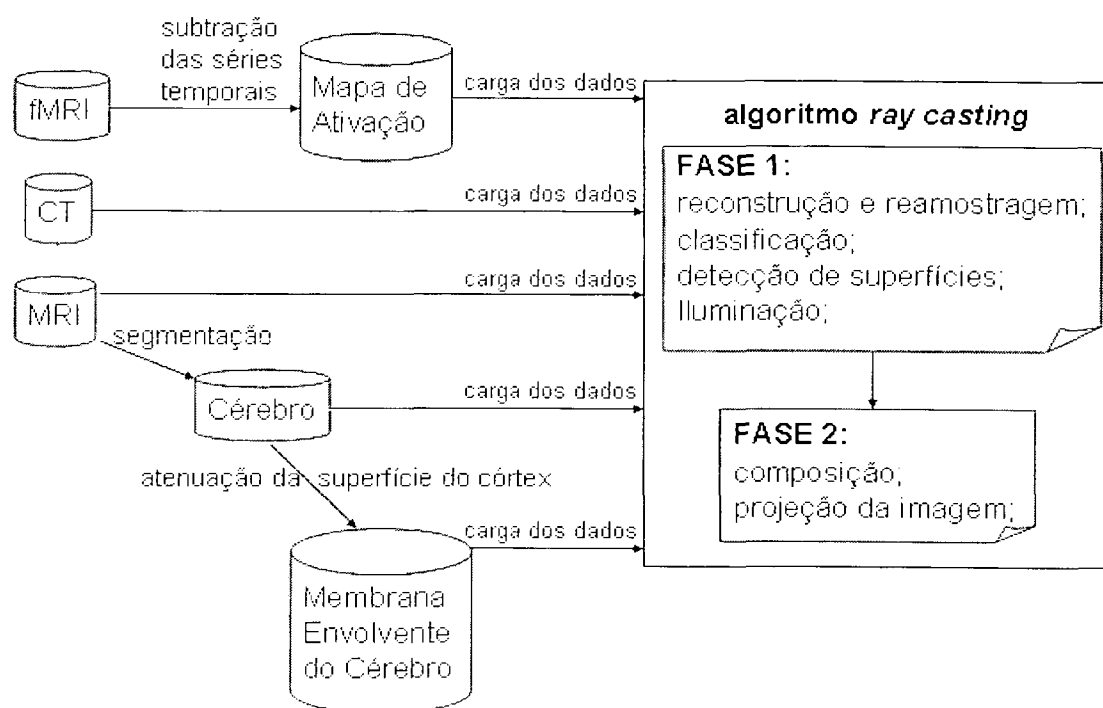 subtração
das séries
temporais
fMRI
Mapa de
Ativação
carga dos dados
CT
carga dos dados
MRI
carga dos dados
segmentação
Cérebro
carga dos dados
atenuação da superfície do córtex
Membrana
Envolvente
do Cérebro
carga dos dados
algoritmo ray casting
FASE 1:
reconstrução e reamostragem;
classificação;
detecção de superfícies;
Iluminação;
FASE 2:
composição;
projeção da imagem;